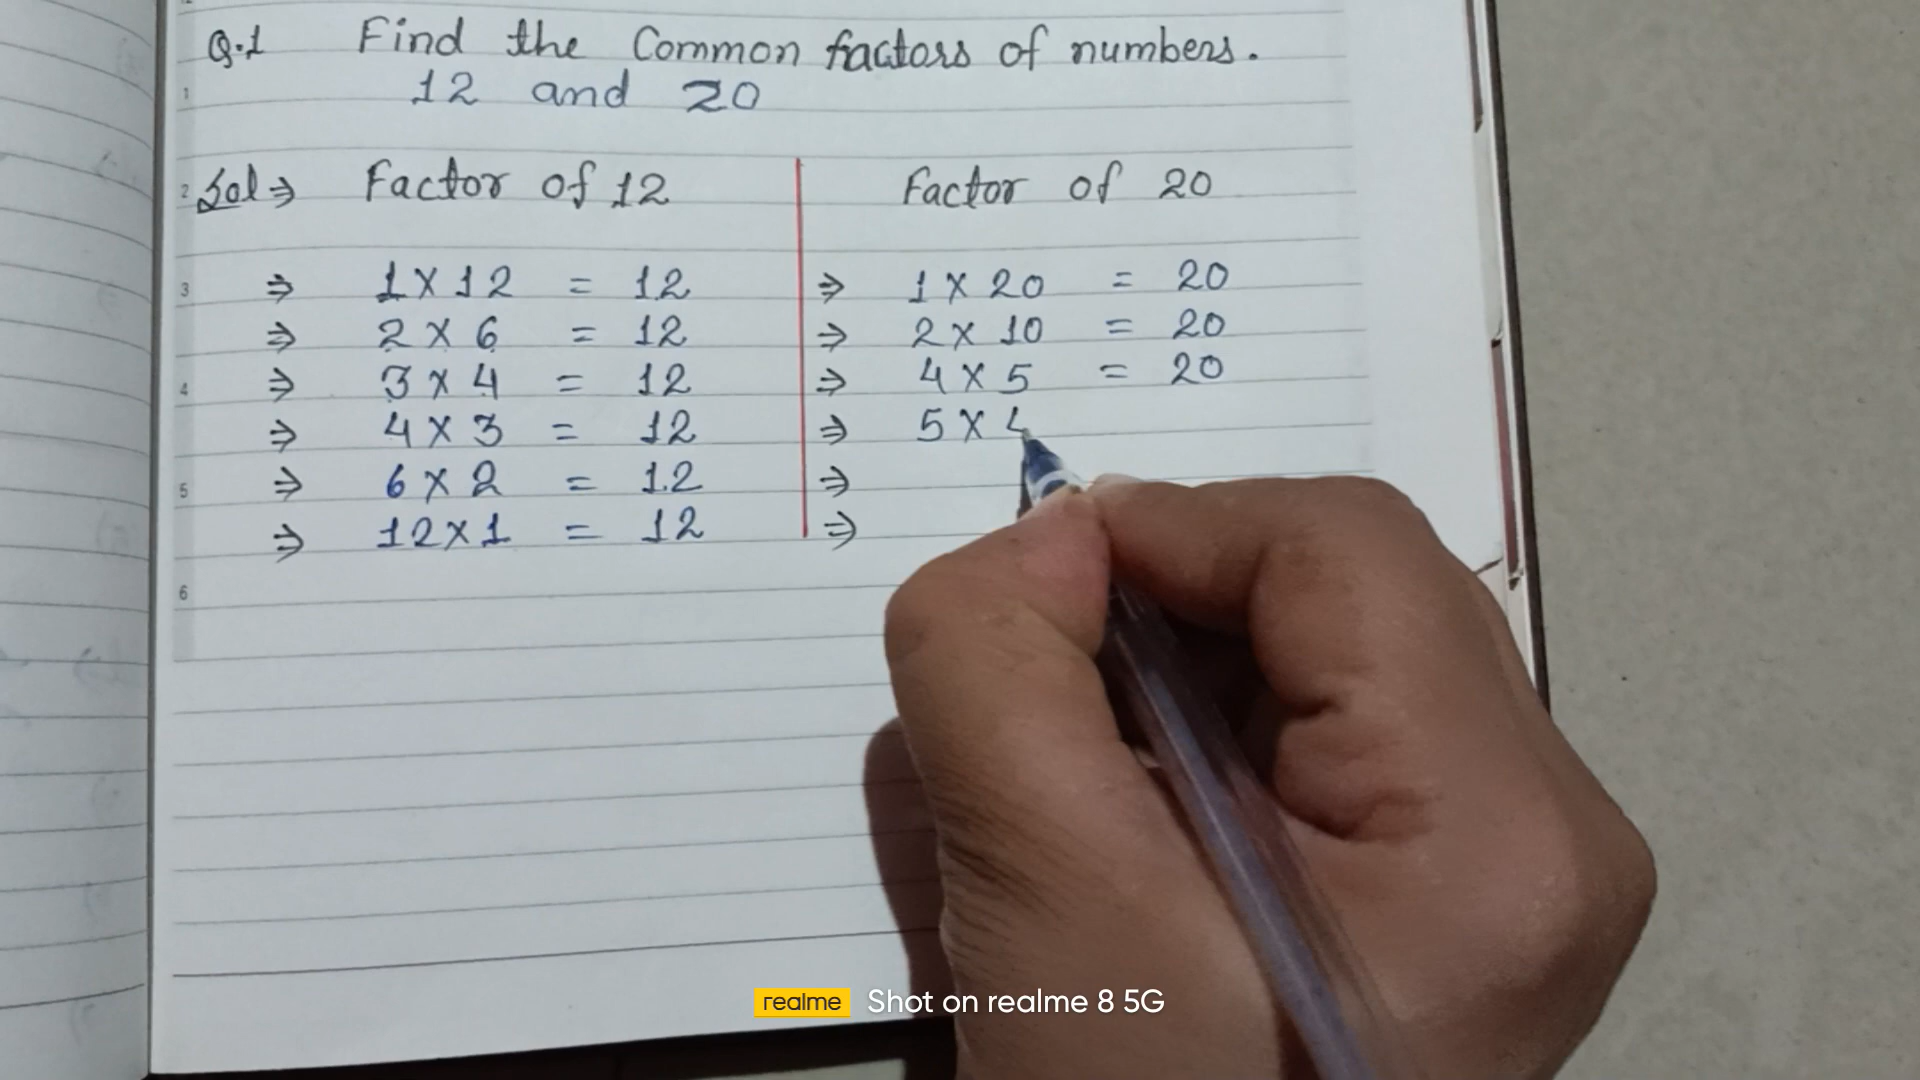 Q.1 Find the Common factors of numbers.
12 and 20
Sol ⇒ Factor of 12
⇒ 1 X 12 = 12
⇒ 2 X 6 = 12
⇒ 3 X 4 = 12
⇒ 4 X 3 = 12
⇒ 6 X 2 = 12
⇒ 12 X 1 = 12
Factor of 20
⇒ 1 X 20 = 20
⇒ 2 X 10 = 20
⇒ 4 X 5 = 20
⇒ 5 X 4
⇒
⇒
1
2
3
4
5
6
realme Shot on realme 8 5G